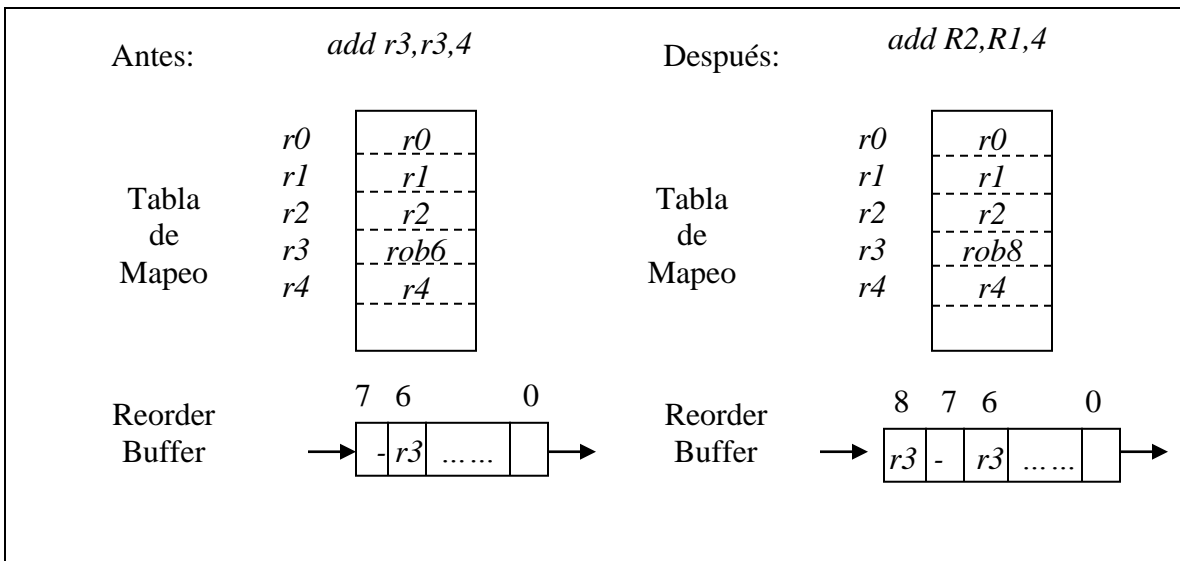 Antes: add r3,r3,4 Después: add R2,R1,4
r0 r0 r0 r0
r1 r1 r1 r1
Tabla de Mapeo r2 r2 Tabla de Mapeo r2 r2
r3 rob6 r3 rob8
r4 r4 r4 r4
7 6 0 8 7 6 0
Reorder Buffer - r3 …… Reorder Buffer r3 - r3 ……